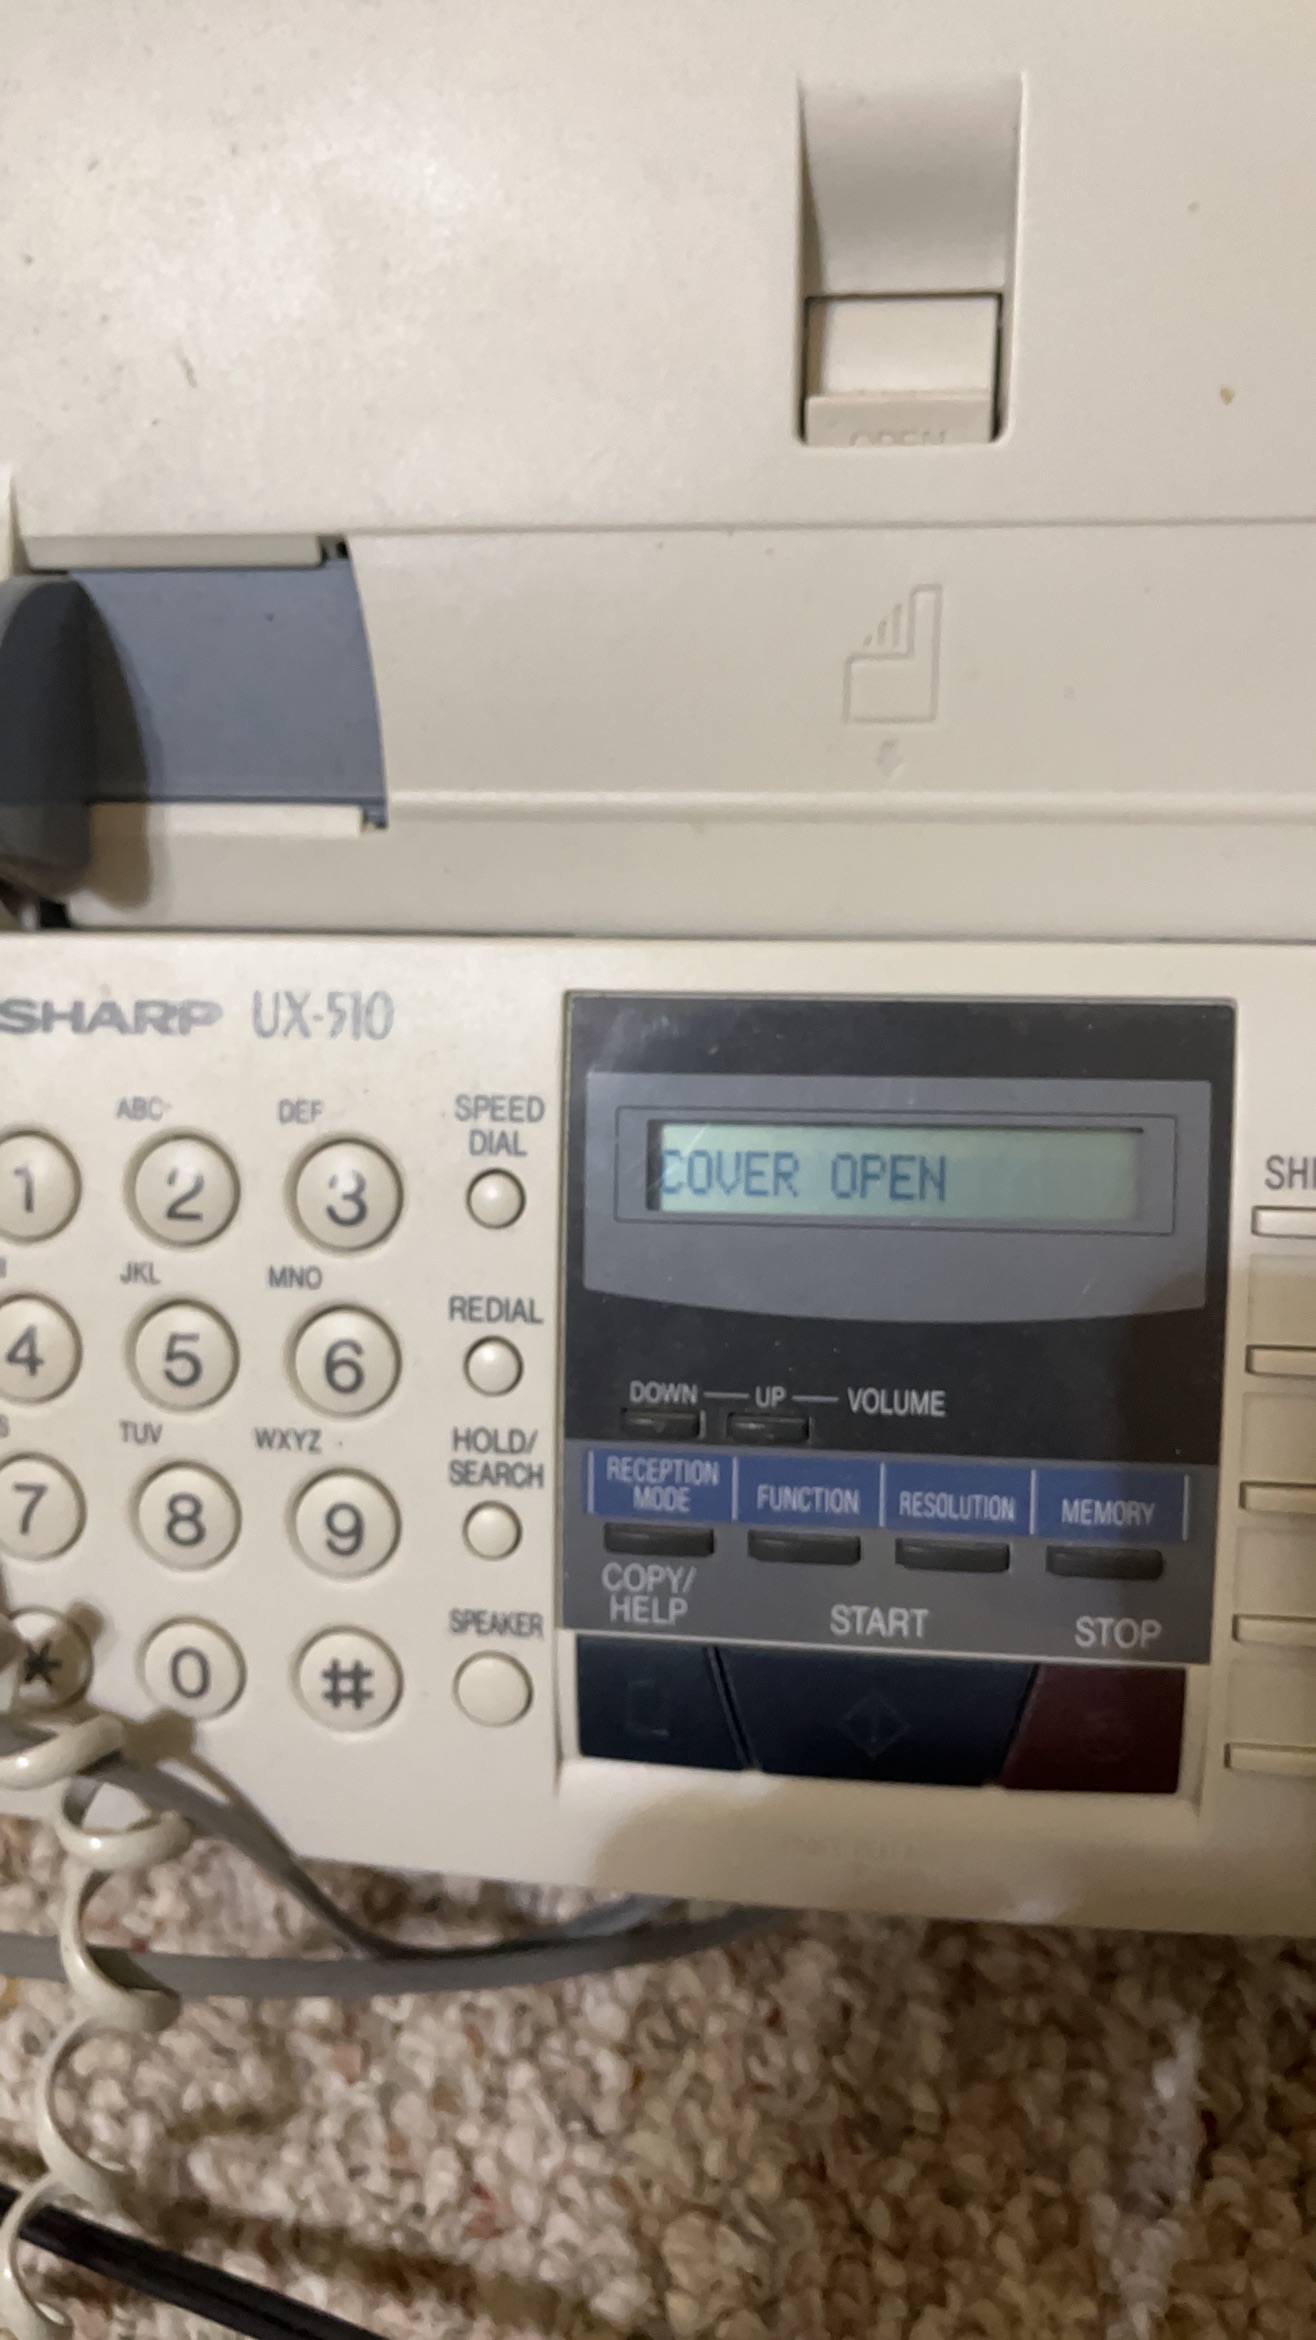 OPEN
SHARP UX-510
COVER OPEN
ABC
DEF
SPEED
DIAL
1
2
3
JKL
MNO
REDIAL
4
5
6
TUV
WXYZ
HOLD/
SEARCH
7
8
9
SPEAKER
*
0
#
DOWN UP VOLUME
RECEPTION
MODE
FUNCTION
RESOLUTION
MEMORY
COPY/
HELP
START
STOP